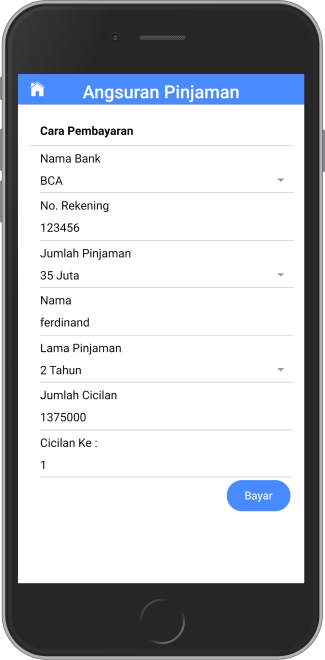 Angsuran Pinjaman
Cara Pembayaran
Nama Bank
BCA
No. Rekening
123456
Jumlah Pinjaman
35 Juta
Nama
ferdinand
Lama Pinjaman
2 Tahun
Jumlah Cicilan
1375000
Cicilan Ke :
1
Bayar